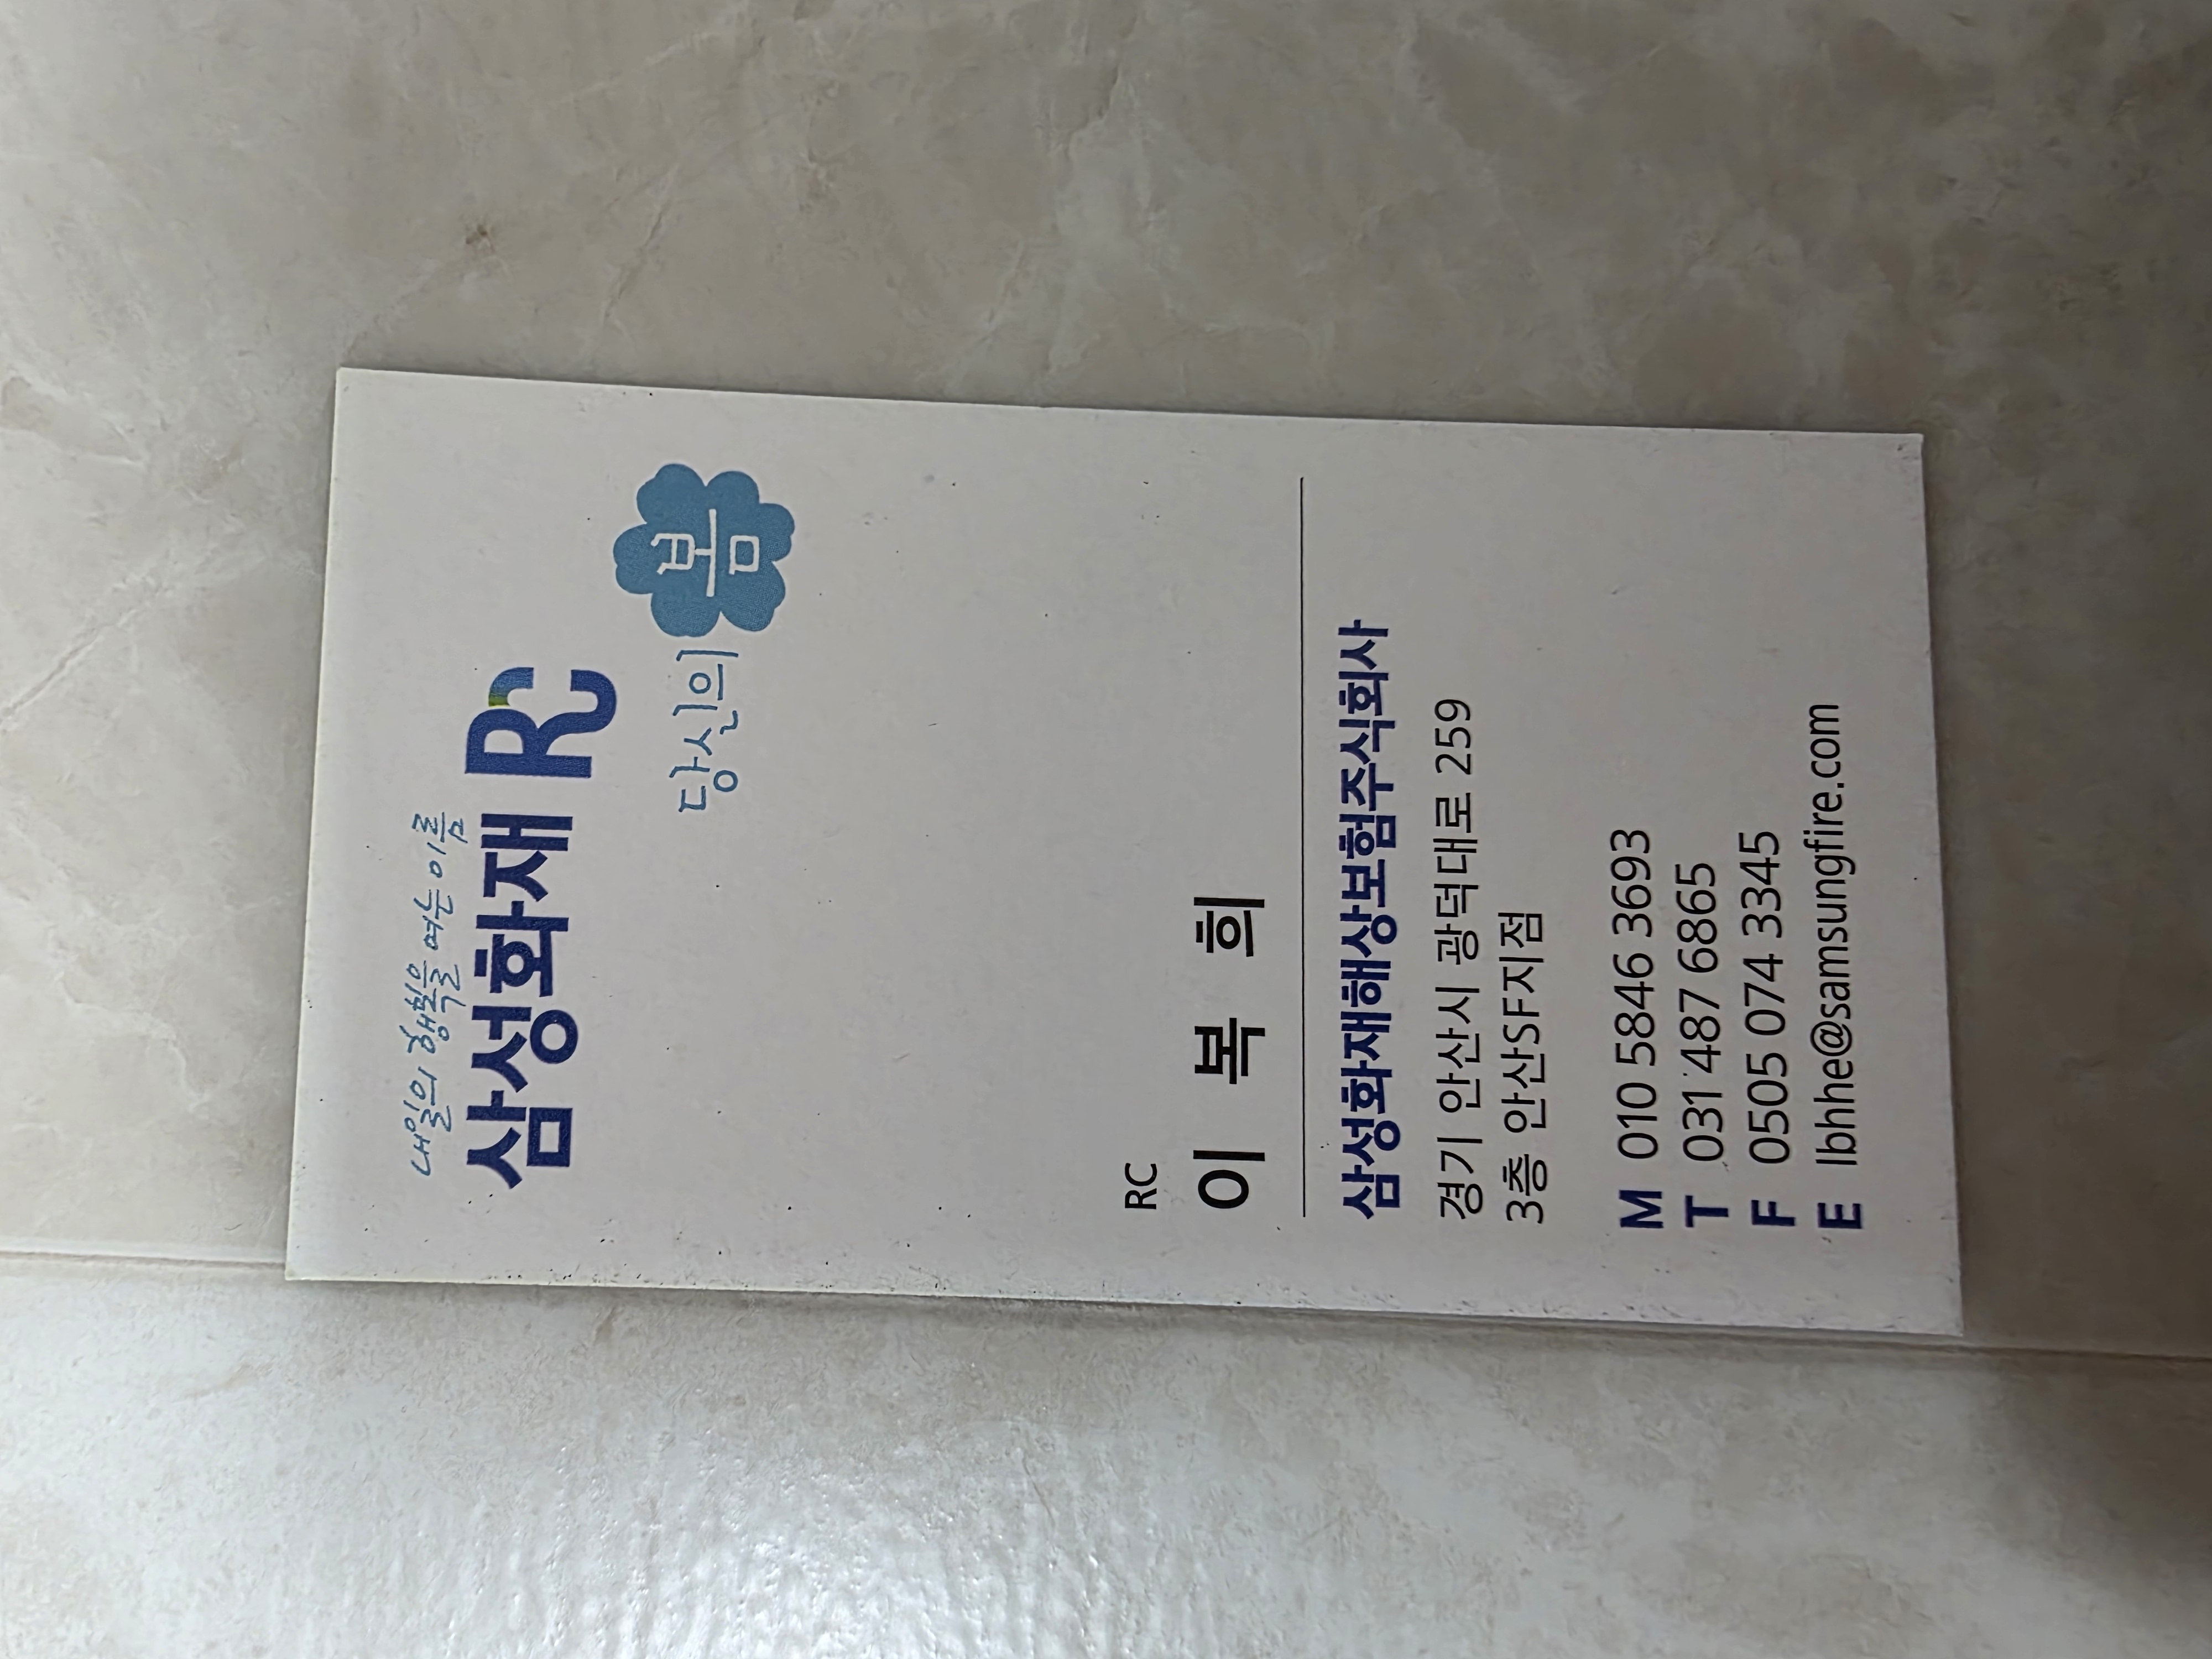 내일의 행복을 여는 이름
삼성화재 RC
당신의 봄
RC
이 복 희
삼성화재해상보험주식회사
경기 안산시 광덕대로 259
3층 안산SF지점
M 010 5846 3693
T 031 487 6865
F 0505 074 3345
E lbhhe@samsungfire.com